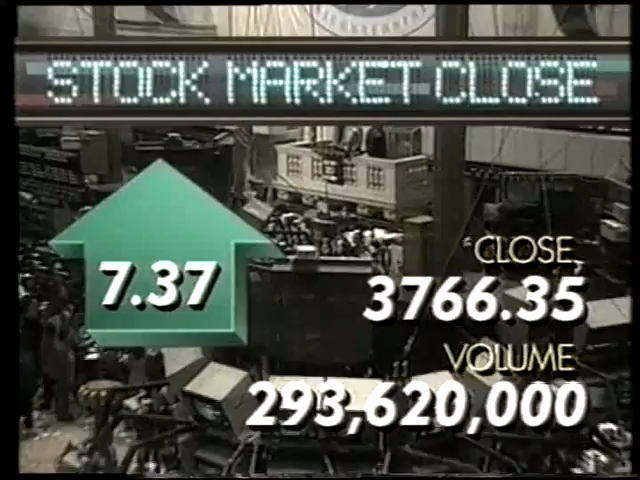 STOCK MARKET CLOSE
7.37
CLOSE
3766.35
VOLUME
293,620,000